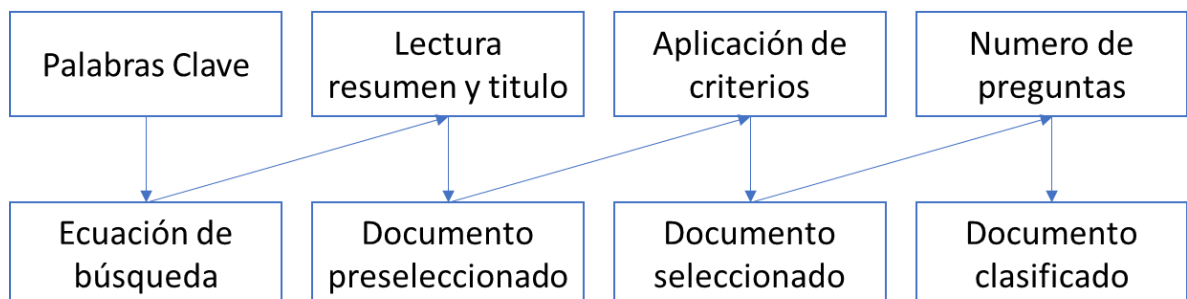 Palabras Clave
Lectura
resumen y titulo
Aplicación de
criterios
Numero de
preguntas
Ecuación de
búsqueda
Documento
preseleccionado
Documento
seleccionado
Documento
clasificado